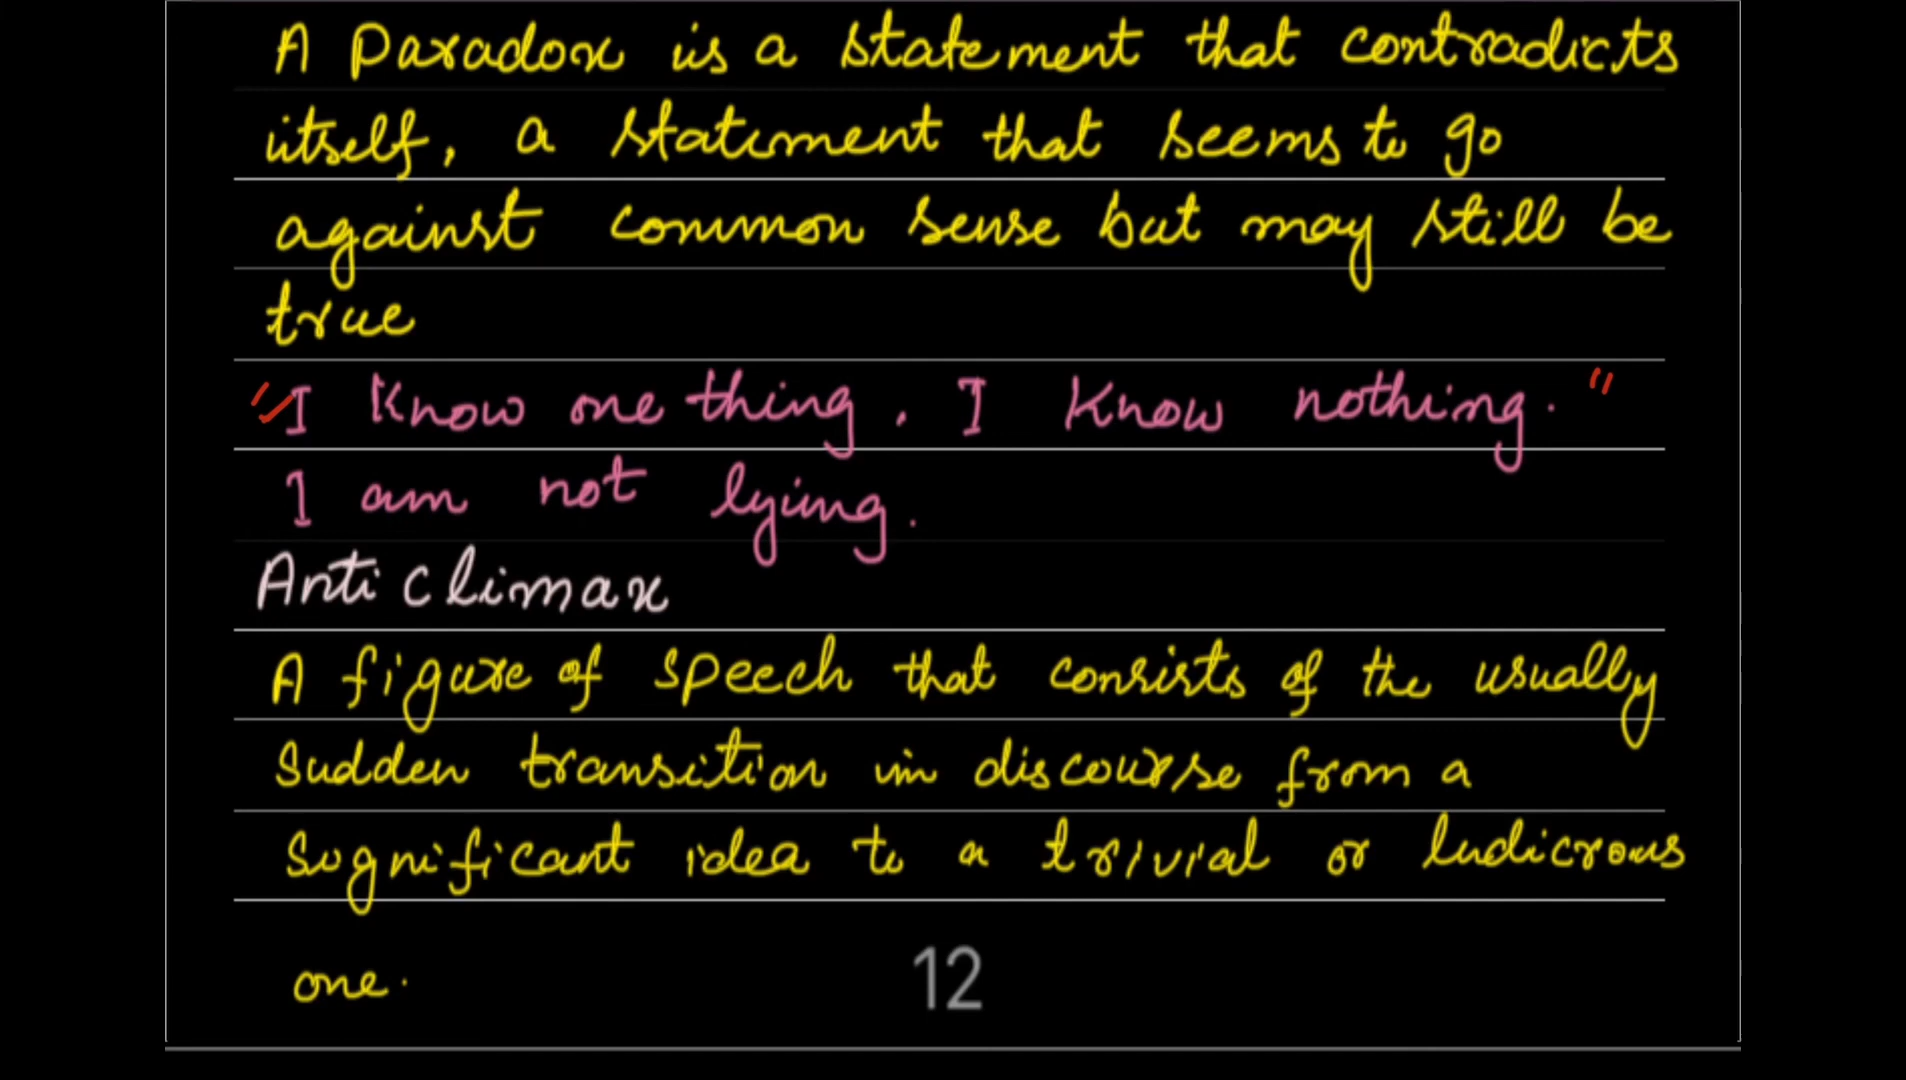 A Paradox is a statement that contradicts
itself, a statement that seems to go
against common sense but may still be
true
"I Know one thing. I Know nothing."
I am not lying.
Anticlimax
A figure of speech that consists of the usually
sudden transition in discourse from a
significant idea to a trivial or ludicrous
one.
12